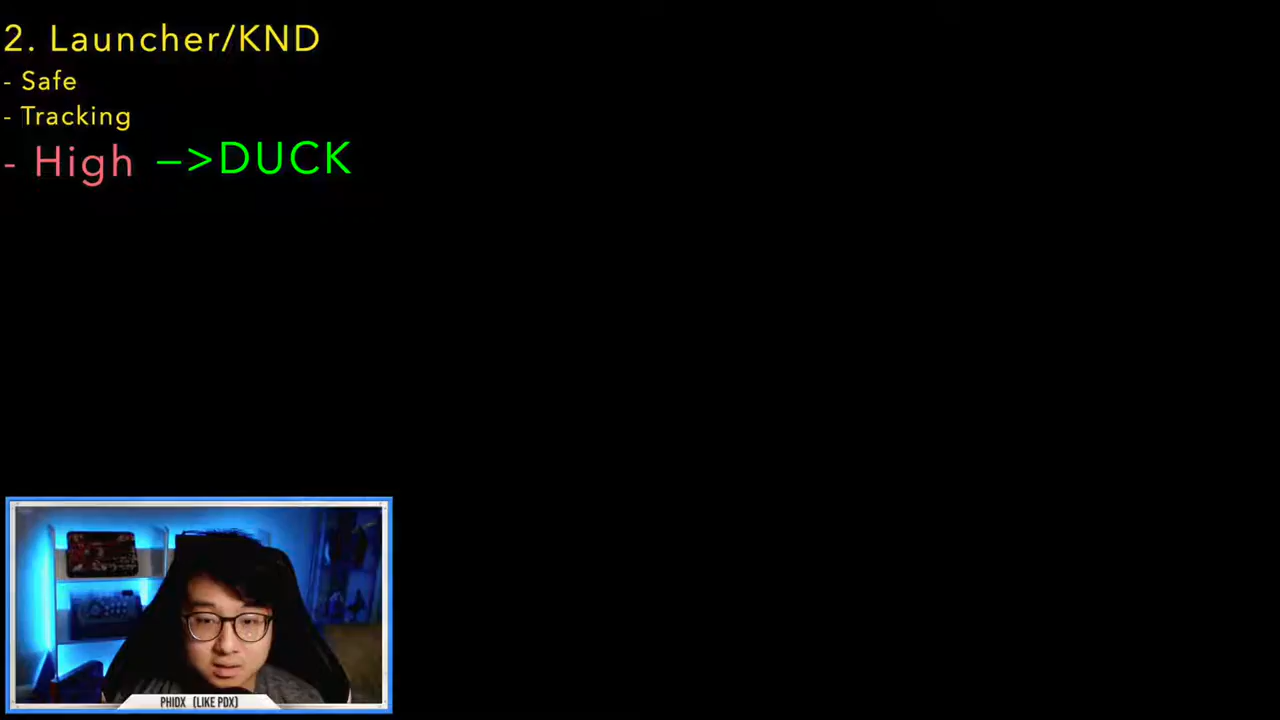 2. Launcher/KND
- Safe
- Tracking
- High –>DUCK
PHIDX (LIKE PDX)